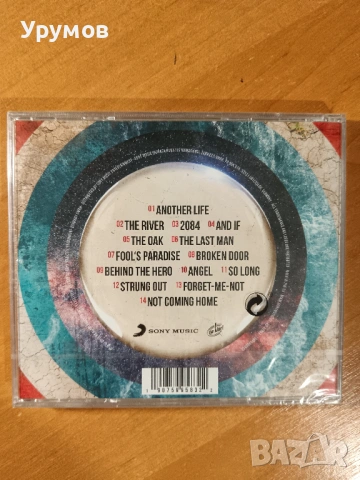 Урумов
01 ANOTHER LIFE
02 THE RIVER 03 2084 04 AND IF
05 THE OAK 06 THE LAST MAN
07 FOOL'S PARADISE 08 BROKEN DOOR
09 BEHIND THE HERO 10 ANGEL 11 SO LONG
12 STRUNG OUT 13 FORGET-ME-NOT
14 NOT COMING HOME
SONY MUSIC
BAZAR